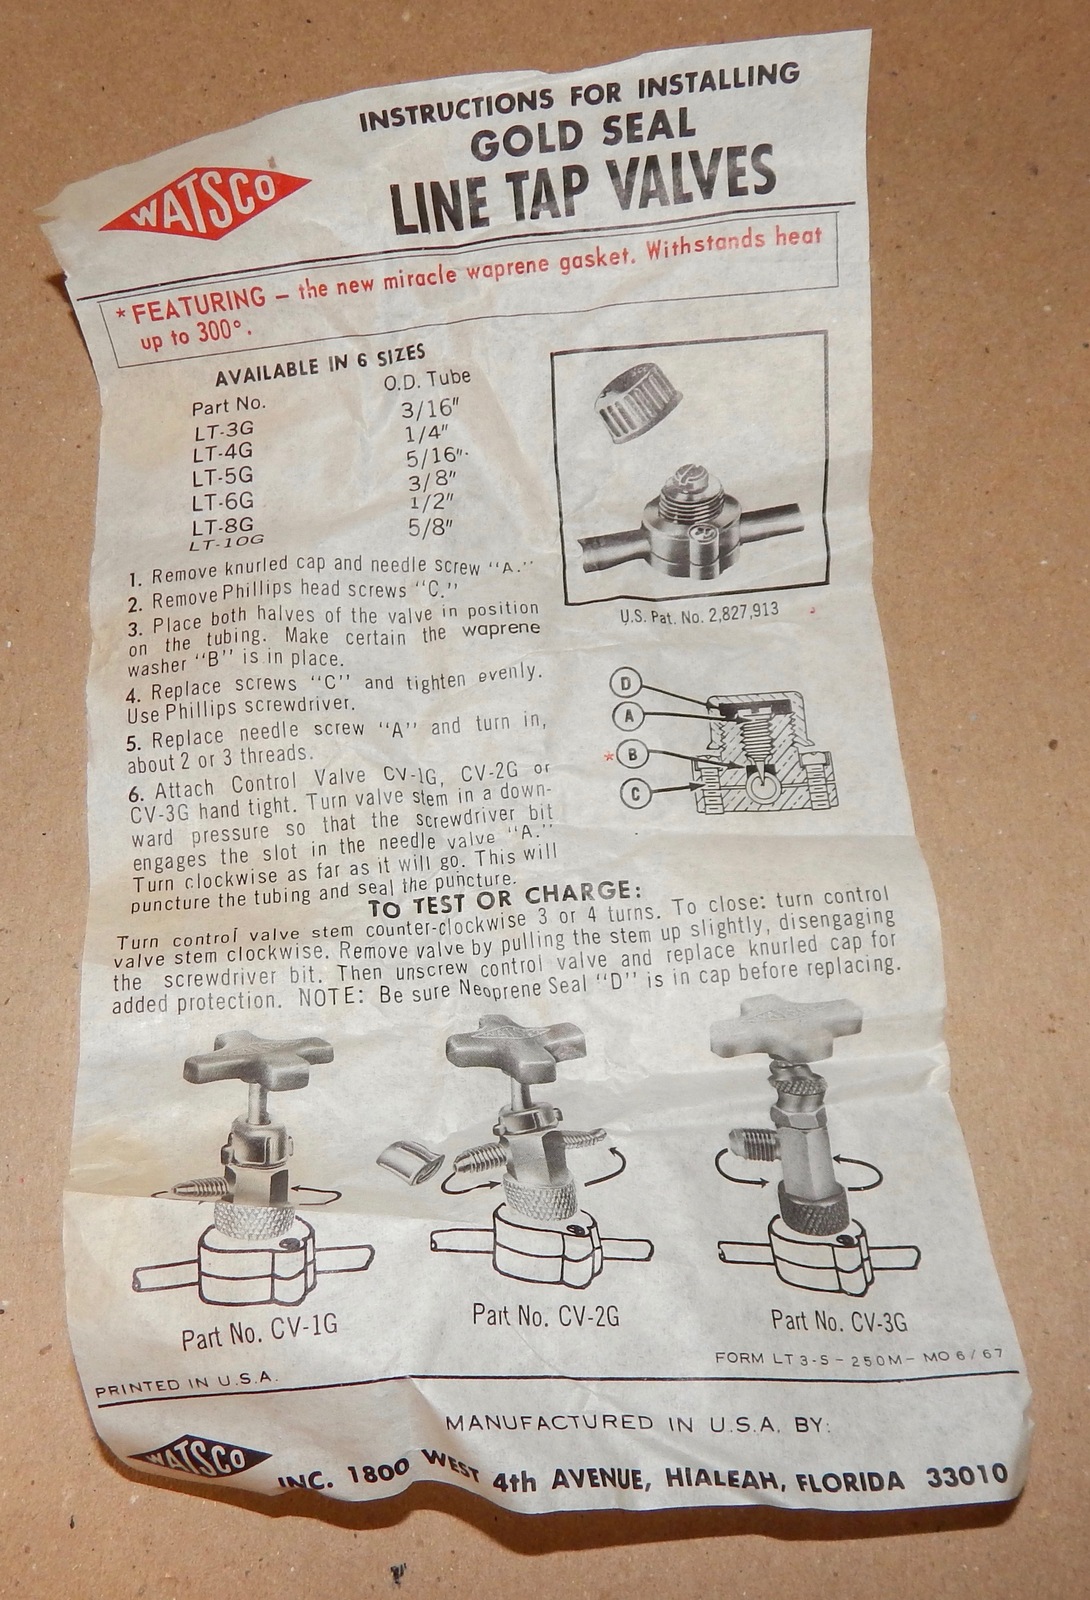 INSTRUCTIONS FOR INSTALLING
GOLD SEAL
LINE TAP VALVES
WATSCO
* FEATURING — the new miracle waprene gasket. Withstands heat
up to 300°.
AVAILABLE IN 6 SIZES
Part No. O.D. Tube
LT-3G 3/16"
LT-4G 1/4"
LT-5G 5/16"
LT-6G 3/8"
LT-8G 1/2"
LT-10G 5/8"
1. Remove knurled cap and needle screw "A."
2. Remove Phillips head screws "C."
3. Place both halves of the valve in position
on the tubing. Make certain the waprene
washer "B" is in place.
4. Replace screws "C" and tighten evenly.
Use Phillips screwdriver.
5. Replace needle screw "A" and turn in,
about 2 or 3 threads.
6. Attach Control Valve CV-1G, CV-2G or
CV-3G hand tight. Turn valve stem in a down-
ward pressure so that the screwdriver bit
engages the slot in the needle valve "A."
Turn clockwise as far as it will go. This will
puncture the tubing and seal the puncture.
U.S. Pat. No. 2,827,913
D
A
* B
C
TO TEST OR CHARGE:
Turn control valve stem counter-clockwise 3 or 4 turns. To close: turn control
valve stem clockwise. Remove valve by pulling the stem up slightly, disengaging
the screwdriver bit. Then unscrew control valve and replace knurled cap for
added protection. NOTE: Be sure Neoprene Seal "D" is in cap before replacing.
Part No. CV-1G
Part No. CV-2G
Part No. CV-3G
FORM LT 3-S-250M-MO 6/67
PRINTED IN U.S.A.
MANUFACTURED IN U.S.A. BY:
WATSCO INC. 1800 WEST 4th AVENUE, HIALEAH, FLORIDA 33010